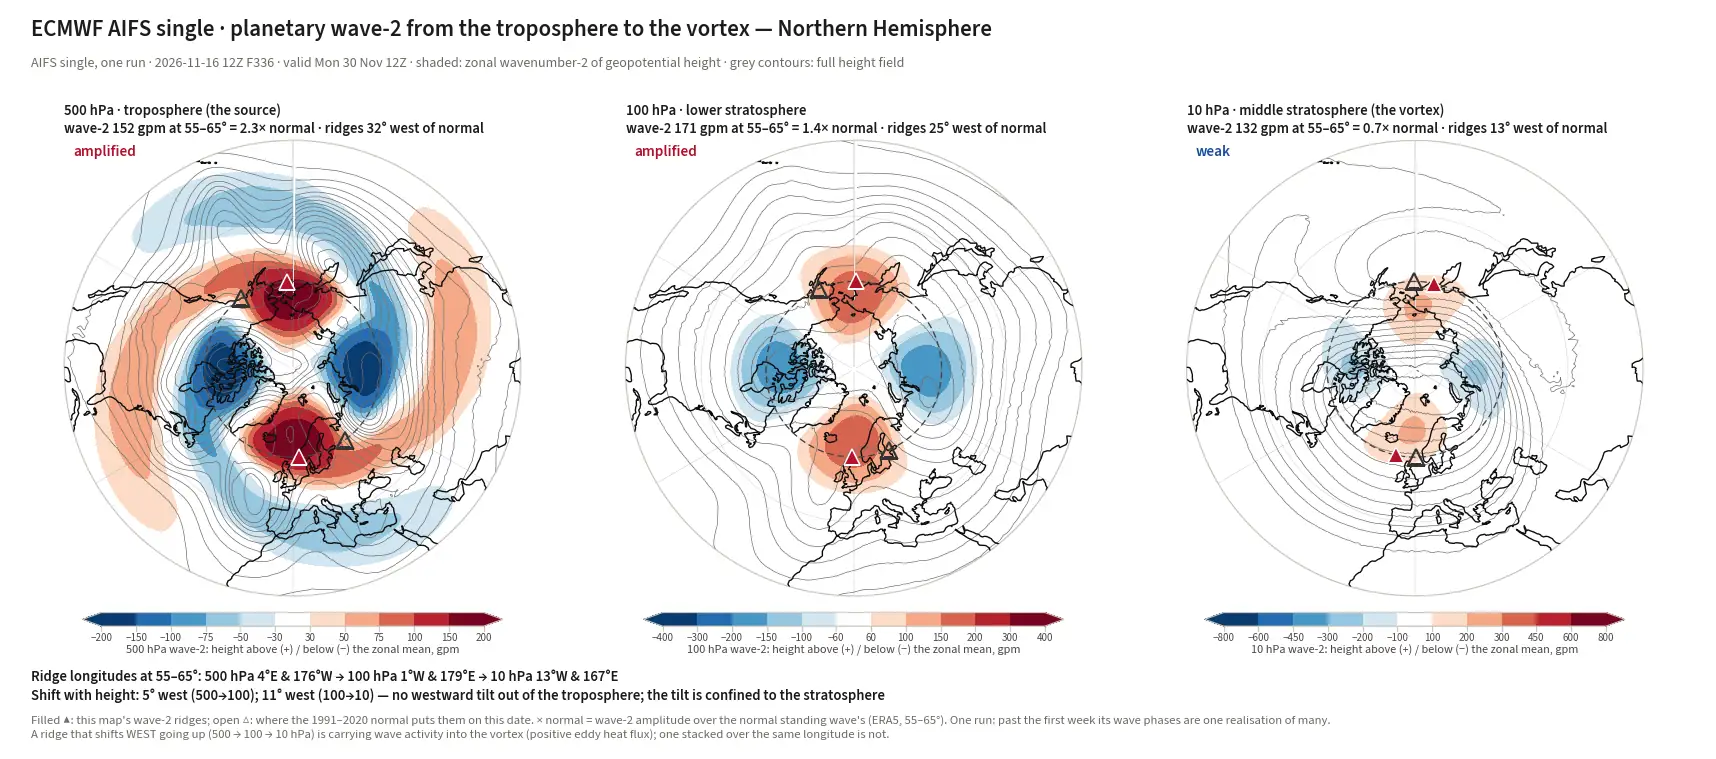 ECMWF AIFS single · planetary wave-2 from the troposphere to the vortex — Northern Hemisphere
AIFS single, one run · 2026-11-16 12Z F336 · valid Mon 30 Nov 12Z · shaded: zonal wavenumber-2 of geopotential height · grey contours: full height field
500 hPa · troposphere (the source)
wave-2 152 gpm at 55–65° = 2.3× normal · ridges 32° west of normal
amplified
100 hPa · lower stratosphere
wave-2 171 gpm at 55–65° = 1.4× normal · ridges 25° west of normal
amplified
10 hPa · middle stratosphere (the vortex)
wave-2 132 gpm at 55–65° = 0.7× normal · ridges 13° west of normal
weak
−200 −150 −100 −75 −50 −30 30 50 75 100 150 200
500 hPa wave-2: height above (+) / below (−) the zonal mean, gpm
−400 −300 −200 −150 −100 −60 60 100 150 200 300 400
100 hPa wave-2: height above (+) / below (−) the zonal mean, gpm
−800 −600 −450 −300 −200 −100 100 200 300 450 600 800
10 hPa wave-2: height above (+) / below (−) the zonal mean, gpm
Ridge longitudes at 55–65°: 500 hPa 4°E & 176°W → 100 hPa 1°W & 179°E → 10 hPa 13°W & 167°E
Shift with height: 5° west (500→100); 11° west (100→10) — no westward tilt out of the troposphere; the tilt is confined to the stratosphere
Filled ▲: this map's wave-2 ridges; open △: where the 1991–2020 normal puts them on this date. × normal = wave-2 amplitude over the normal standing wave's (ERA5, 55–65°). One run: past the first week its wave phases are one realisation of many.
A ridge that shifts WEST going up (500 → 100 → 10 hPa) is carrying wave activity into the vortex (positive eddy heat flux); one stacked over the same longitude is not.